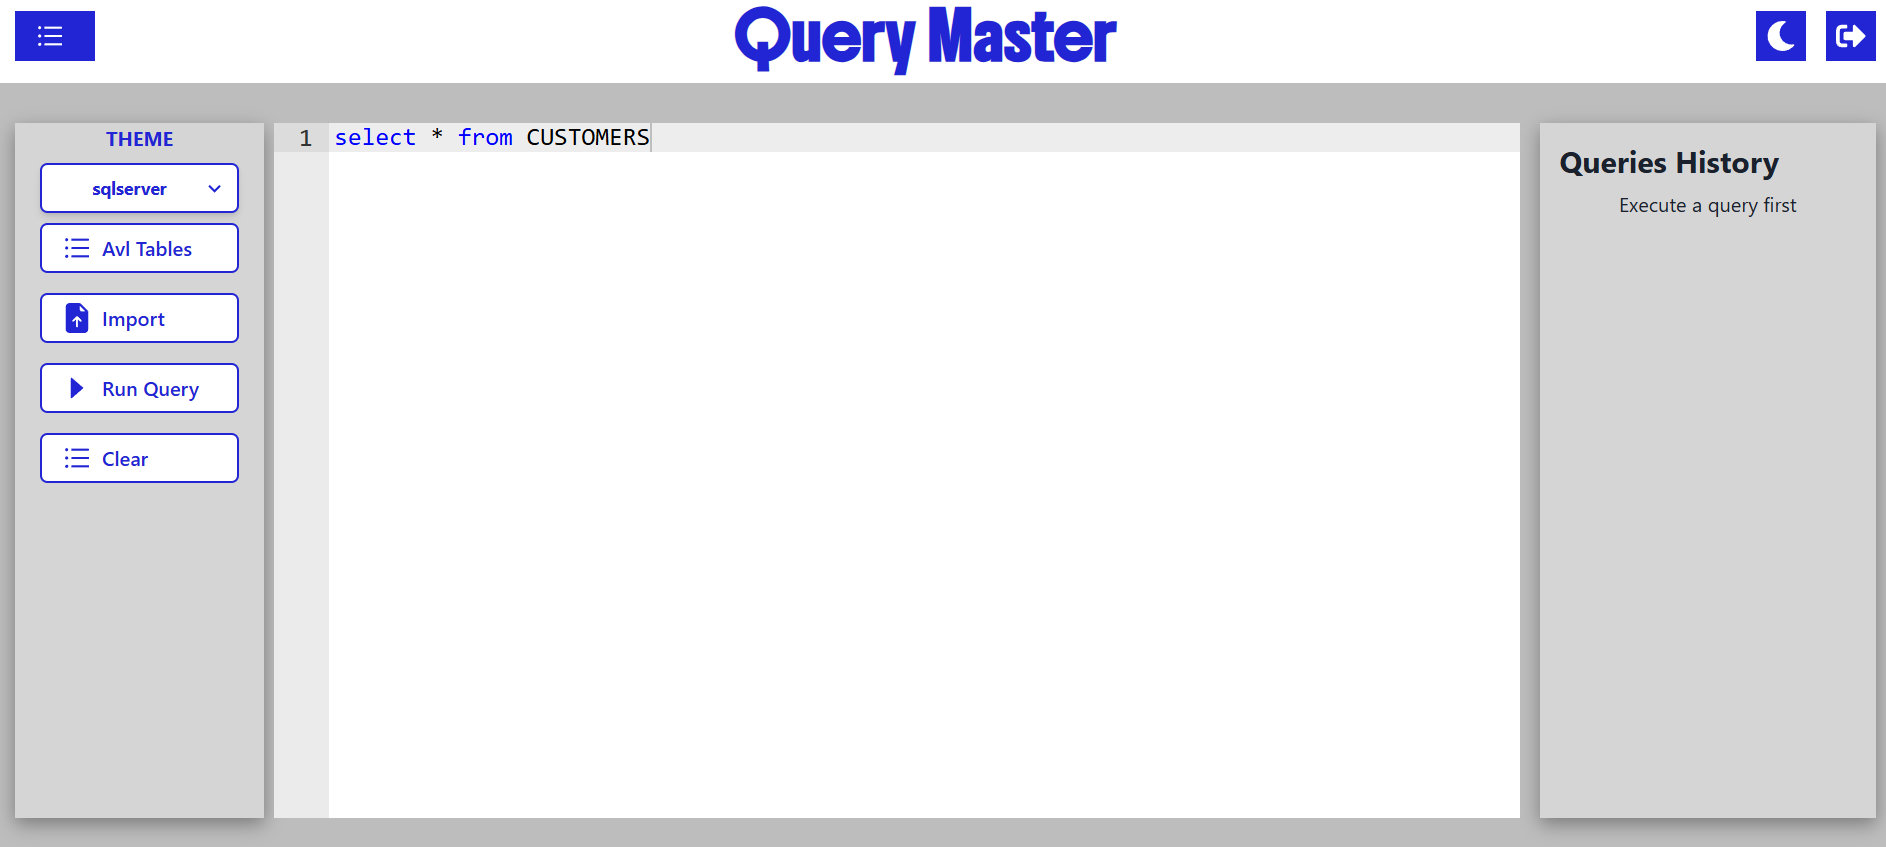 Query Master
THEME
sqlserver
Avl Tables
Import
Run Query
Clear
1 select * from CUSTOMERS
Queries History
Execute a query first